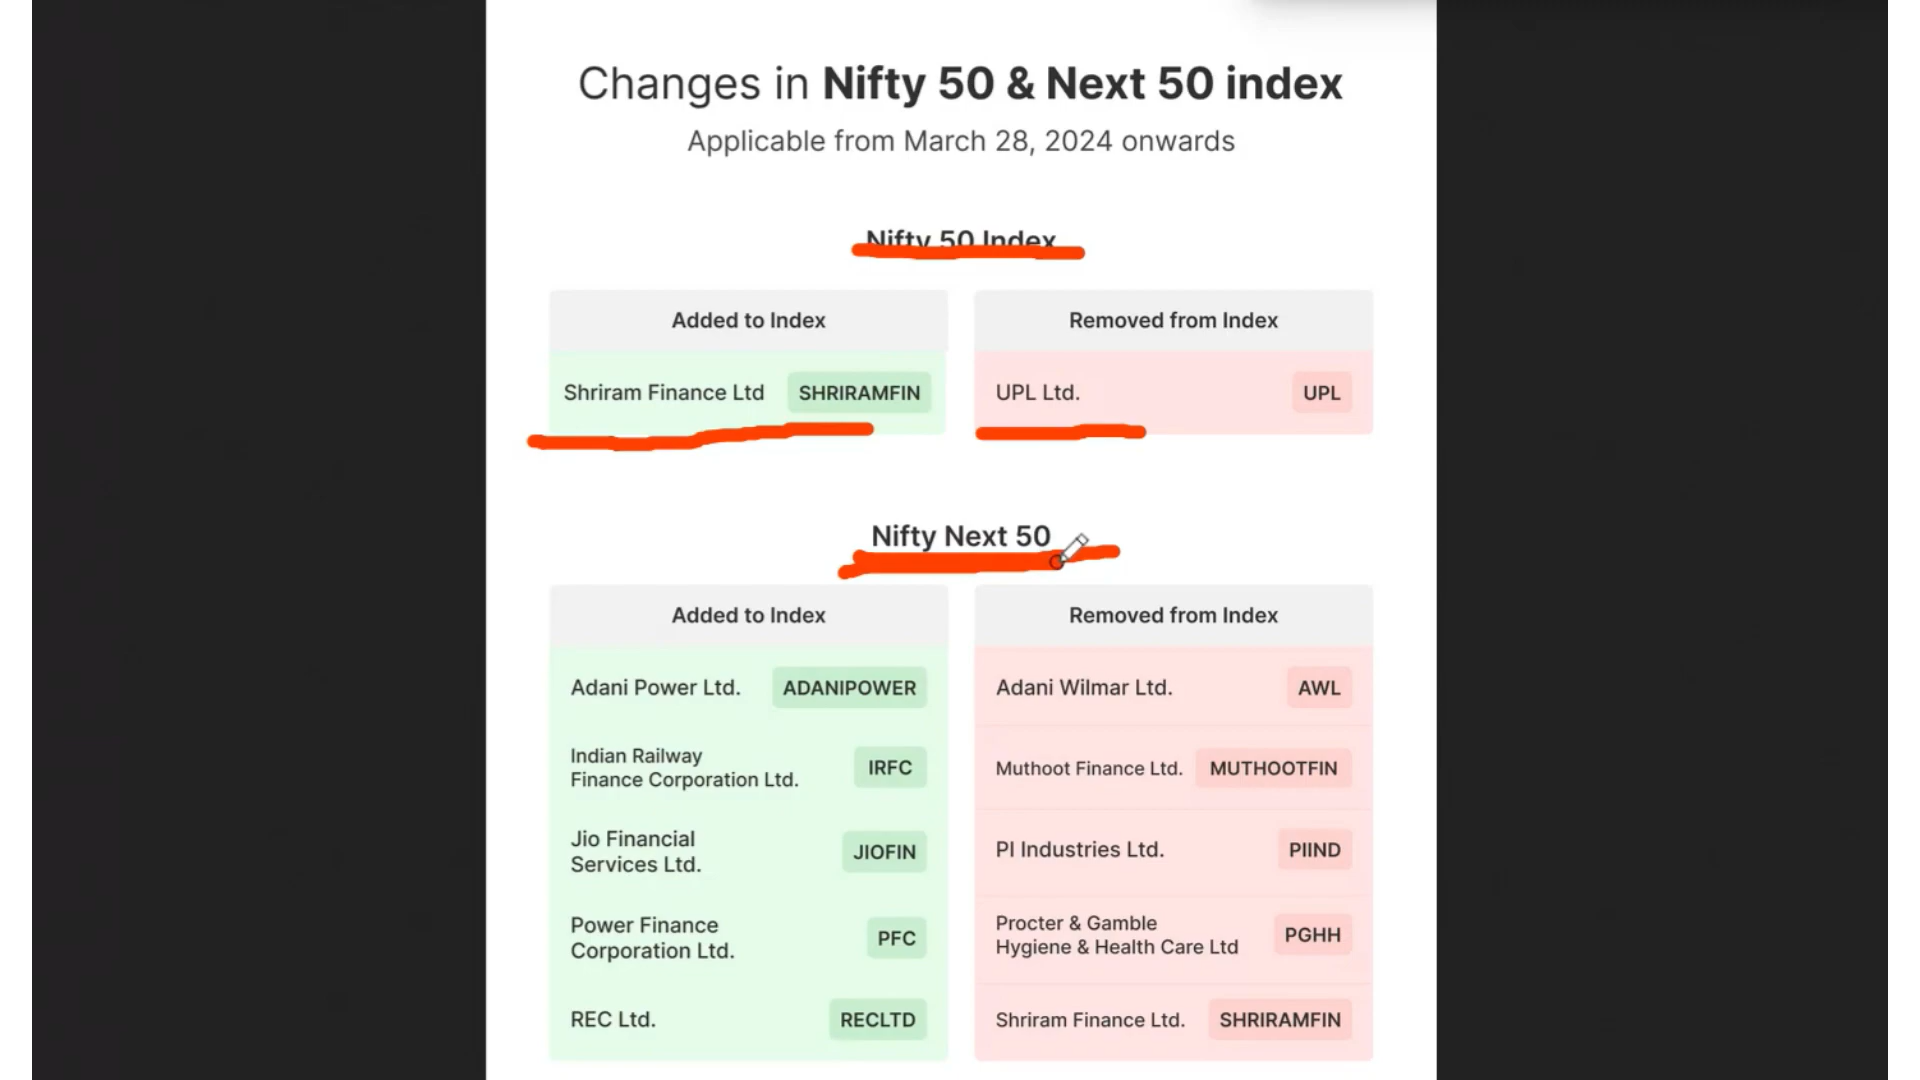 Changes in Nifty 50 & Next 50 index
Applicable from March 28, 2024 onwards
Nifty 50 Index
Added to Index
Removed from Index
Shriram Finance Ltd SHRIRAMFIN
UPL Ltd. UPL
Nifty Next 50
Added to Index
Removed from Index
Adani Power Ltd. ADANIPOWER
Adani Wilmar Ltd. AWL
Indian Railway
Finance Corporation Ltd. IRFC
Muthoot Finance Ltd. MUTHOOTFIN
Jio Financial
Services Ltd. JIOFIN
PI Industries Ltd. PIIND
Power Finance
Corporation Ltd. PFC
Procter & Gamble
Hygiene & Health Care Ltd PGHH
REC Ltd. RECLTD
Shriram Finance Ltd. SHRIRAMFIN